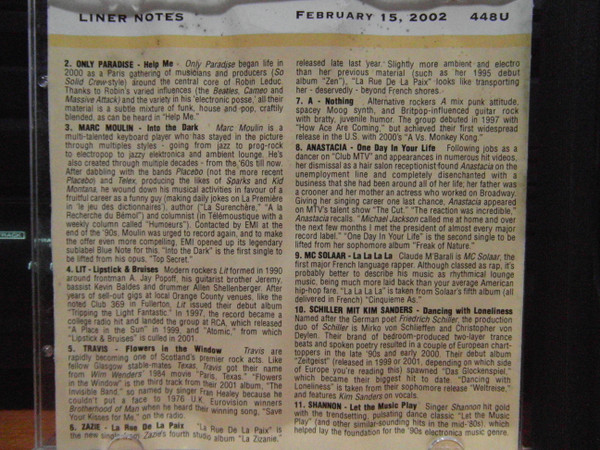 LINER NOTES FEBRUARY 15, 2002 448U
2. ONLY PARADISE - Help Me - Only Paradise began life in
2000 as a Paris gathering of musicians and producers (So
Solid Crew-style) around the central core of Robin Leduc.
Thanks to Robin's varied influences (the Beatles, Cameo and
Massive Attack) and the variety in his 'electronic posse,' all their
material is a subtle mixture of funk, house and pop, craftily
blended, as can be heard in "Help Me."
3. MARC MOULIN - Into the Dark - Marc Moulin is a
multi-talented keyboard player who has stayed in the picture
through multiples styles - going from jazz to prog-rock
to electropop to jazzy elektronica and ambient lounge. He's
also created through multiple decades - from the '60s till now.
After dabbling with the bands Placebo (not the more recent
Placebo) and Telex, producing the likes of Sparks and Kid
Montana, he wound down his musical activities in favour of a
fruitful career as a funny guy (making daily jokes on La Première
in 'le jeu des dictionnaires'), author ("La Surenchère," "A la
Recherche du Bémol") and columnist (in Télémoustique with a
weekly column called "Humoeurs"). Contacted by EMI at the
end of the '90s, Moulin was urged to record again, and to make
the offer even more compelling, EMI opened up its legendary
sublabel Blue Note for this. "Into the Dark" is the first single to
be lifted from his opus, "Top Secret."
4. LIT - Lipstick & Bruises - Modern rockers Lit formed in 1990
around frontman A. Jay Popoff, his guitarist brother Jeremy,
bassist Kevin Baldes and drummer Allen Shellenberger. After
years of sell-out gigs at local Orange County venues, like the
noted Club 369 in Fullerton, Lit issued their debut album
"Tripping the Light Fantastic." In 1997, the record became a
college radio hit and landed the group at RCA, which released
"A Place in the Sun" in 1999, and "Atomic," from which
"Lipstick & Bruises" is culled in 2001.
5. TRAVIS - Flowers in the Window - Travis are
rapidly becoming one of Scotland's premier rock acts. Like
fellow Glasgow stable-mates Texas, Travis got their name
from Wim Wenders' 1984 movie "Paris, Texas." "Flowers
in the Window" is the third track from their 2001 album, "The
Invisible Band," so named by singer Fran Healey because he
couldn't put a face to 1976 U.K. Eurovision winners
Brotherhood of Man when he heard their winning song, "Save
Your Kisses for Me," on the radio.
6. ZAZIE - La Rue De La Paix "La Rue De La Paix" is
the new single from Zazie's fourth studio album "La Zizanie,"
released late last year. Slightly more ambient and electro
than her previous material (such as her 1995 debut
album "Zen"), "La Rue De La Paix" looks like transporting
her - deservedly - beyond French shores.
7. A - Nothing Alternative rockers A mix punk attitude,
spacey Moog synth, and Britpop-influenced guitar rock
with bratty, juvenile humor. The group debuted in 1997 with
"How Ace Are Coming," but achieved their first widespread
release in the U.S. with 2000's "A Vs. Monkey Kong."
8. ANASTACIA - One Day In Your Life Following jobs as a
dancer on "Club MTV" and appearances in numerous hit videos,
her dismissal as a hair salon receptionist found Anastacia on the
unemployment line and completely disenchanted with a
business that she had been around all of her life; her father was
a crooner and her mother an actress who worked on Broadway.
Giving her singing career one last chance, Anastacia appeared
on MTV's talent show "The Cut." "The reaction was incredible,"
Anastacia recalls. "Michael Jackson called me at home and over
the next few months I met the president of almost every major
record label." "One Day in Your Life" is the second single to be
lifted from her sophomore album "Freak of Nature."
9. MC SOLAAR - La La La La Claude M'Barali is MC Solaar, the
first major French language rapper. Although classed as rap, it's
probably better to describe his music as rhythmical lounge
music, being much more laid back than your average American
hip-hop fare. "La La La La" is taken from Solaar's fifth album (all
delivered in French) "Cinquieme As."
10. SCHILLER MIT KIM SANDERS - Dancing with Loneliness
Named after the German poet Friedrich Schiller, the production
duo of Schiller is Mirko von Schlieffen and Christopher von
Deylen. Their brand of bedroom-produced two-layer trance
beats and spoken poetry resulted in a couple of European chart-
toppers in the late '90s and early 2000. Their debut album
"Zeitgeist" (released in 1999 or 2001, depending on which side
of Europe you're reading this) spawned "Das Glockenspiel,"
which became their biggest hit to date. "Dancing with
Loneliness" is taken from their sophomore release "Weltreise,"
and features Kim Sanders on vocals.
11. SHANNON - Let the Music Play Singer Shannon hit gold
with the trendsetting, pulsating dance classic "Let the Music
Play" (and other similar-sounding hits in the mid-'80s), which
helped lay the foundation for the '90s electronica music genre.